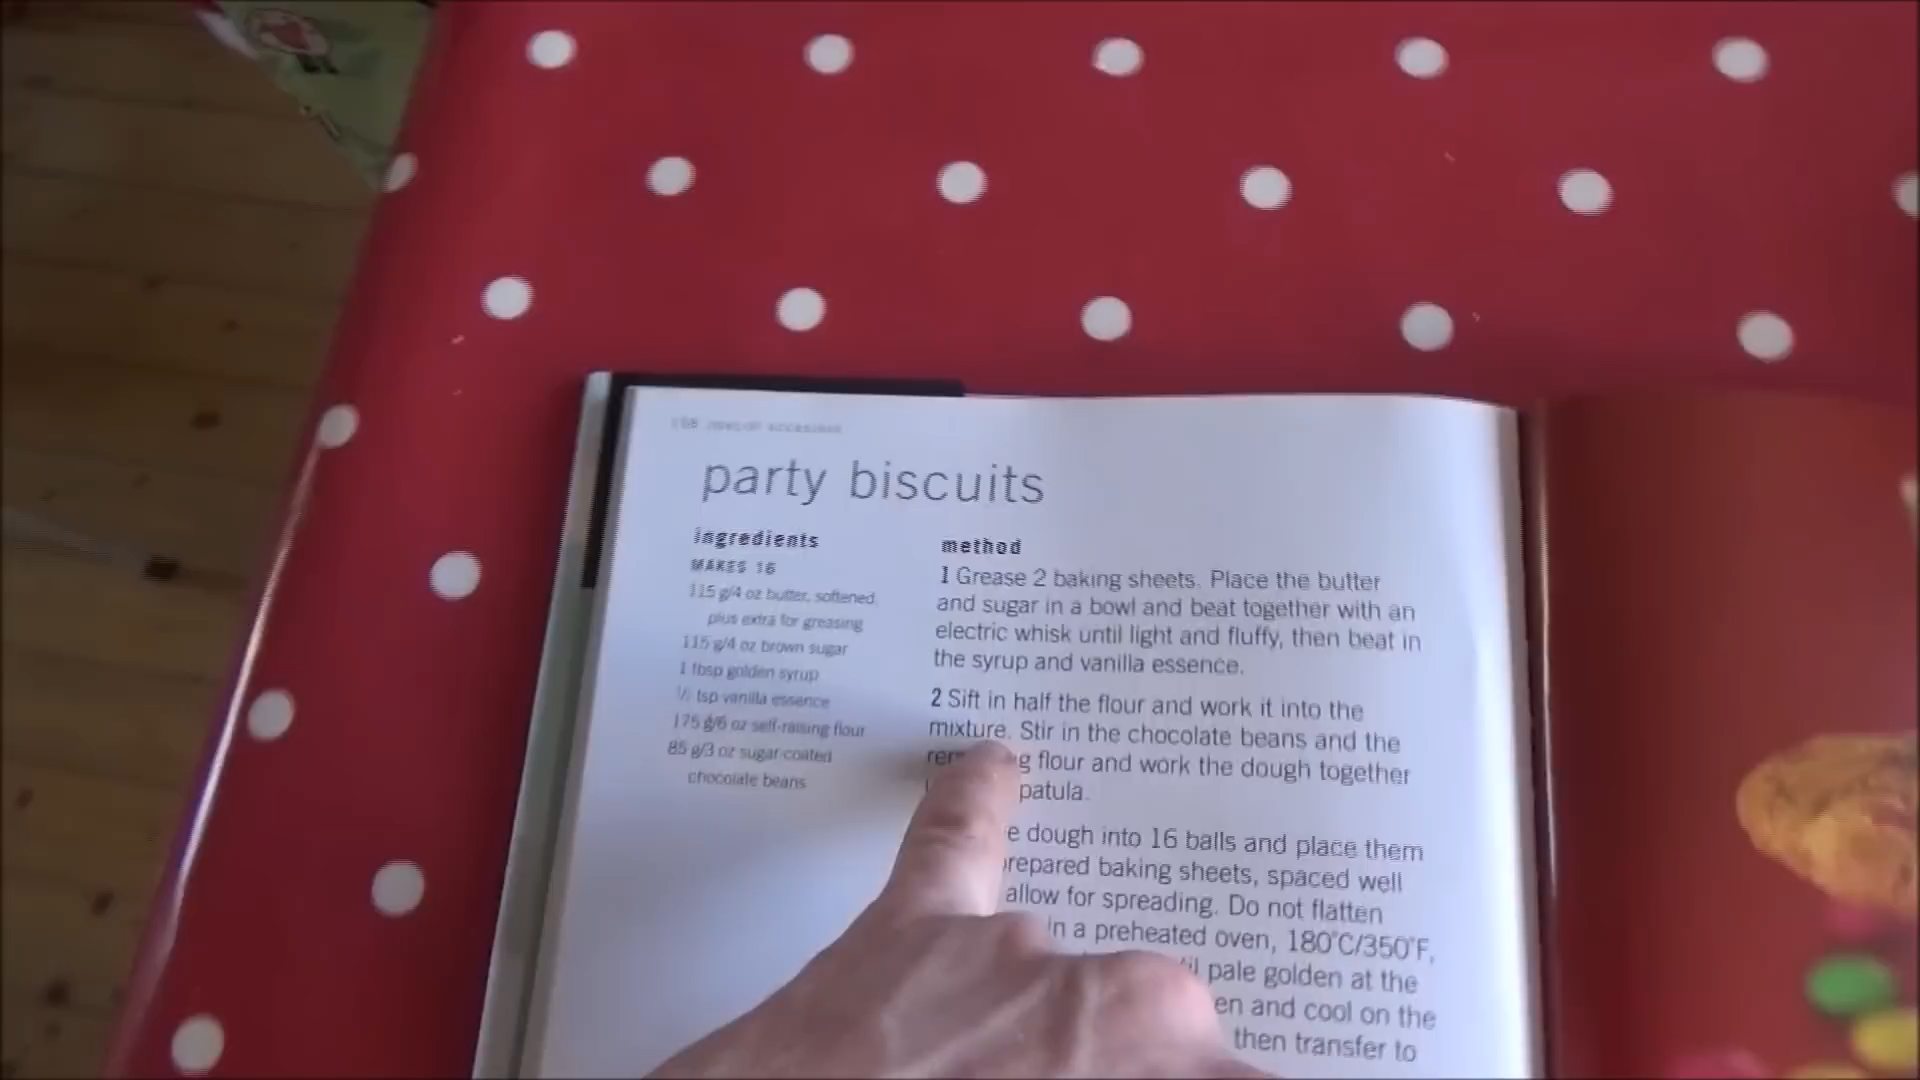 party biscuits
ingredients
MAKES 16
115 g/4 oz butter, softened,
plus extra for greasing
115 g/4 oz brown sugar
1 tbsp golden syrup
½ tsp vanilla essence
175 g/6 oz self-raising flour
85 g/3 oz sugar-coated
chocolate beans
method
1 Grease 2 baking sheets. Place the butter
and sugar in a bowl and beat together with an
electric whisk until light and fluffy, then beat in
the syrup and vanilla essence.
2 Sift in half the flour and work it into the
mixture. Stir in the chocolate beans and the
flour and work the dough together
patula.
dough into 16 balls and place them
repared baking sheets, spaced well
allow for spreading. Do not flatten
in a preheated oven, 180°C/350°F,
pale golden at the
en and cool on the
then transfer to